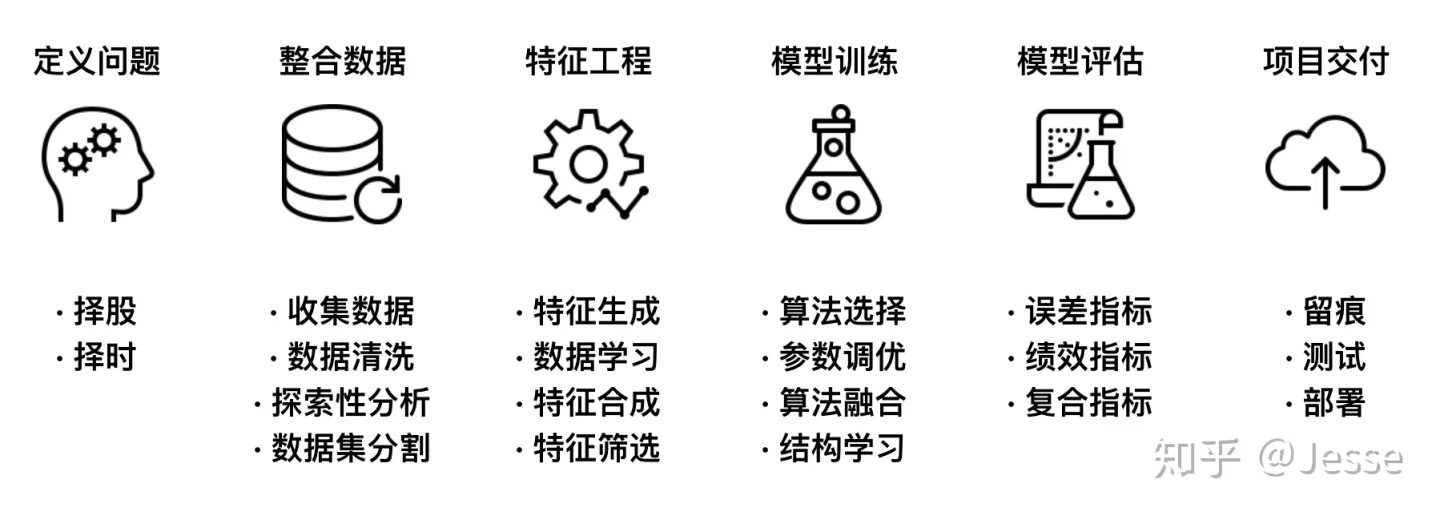 定义问题
整合数据
特征工程
模型训练
模型评估
项目交付
· 择股
· 择时
· 收集数据
· 数据清洗
· 探索性分析
· 数据集分割
· 特征生成
· 数据学习
· 特征合成
· 特征筛选
· 算法选择
· 参数调优
· 算法融合
· 结构学习
· 误差指标
· 绩效指标
· 复合指标
· 留痕
· 测试
· 部署
知乎 @Jesse